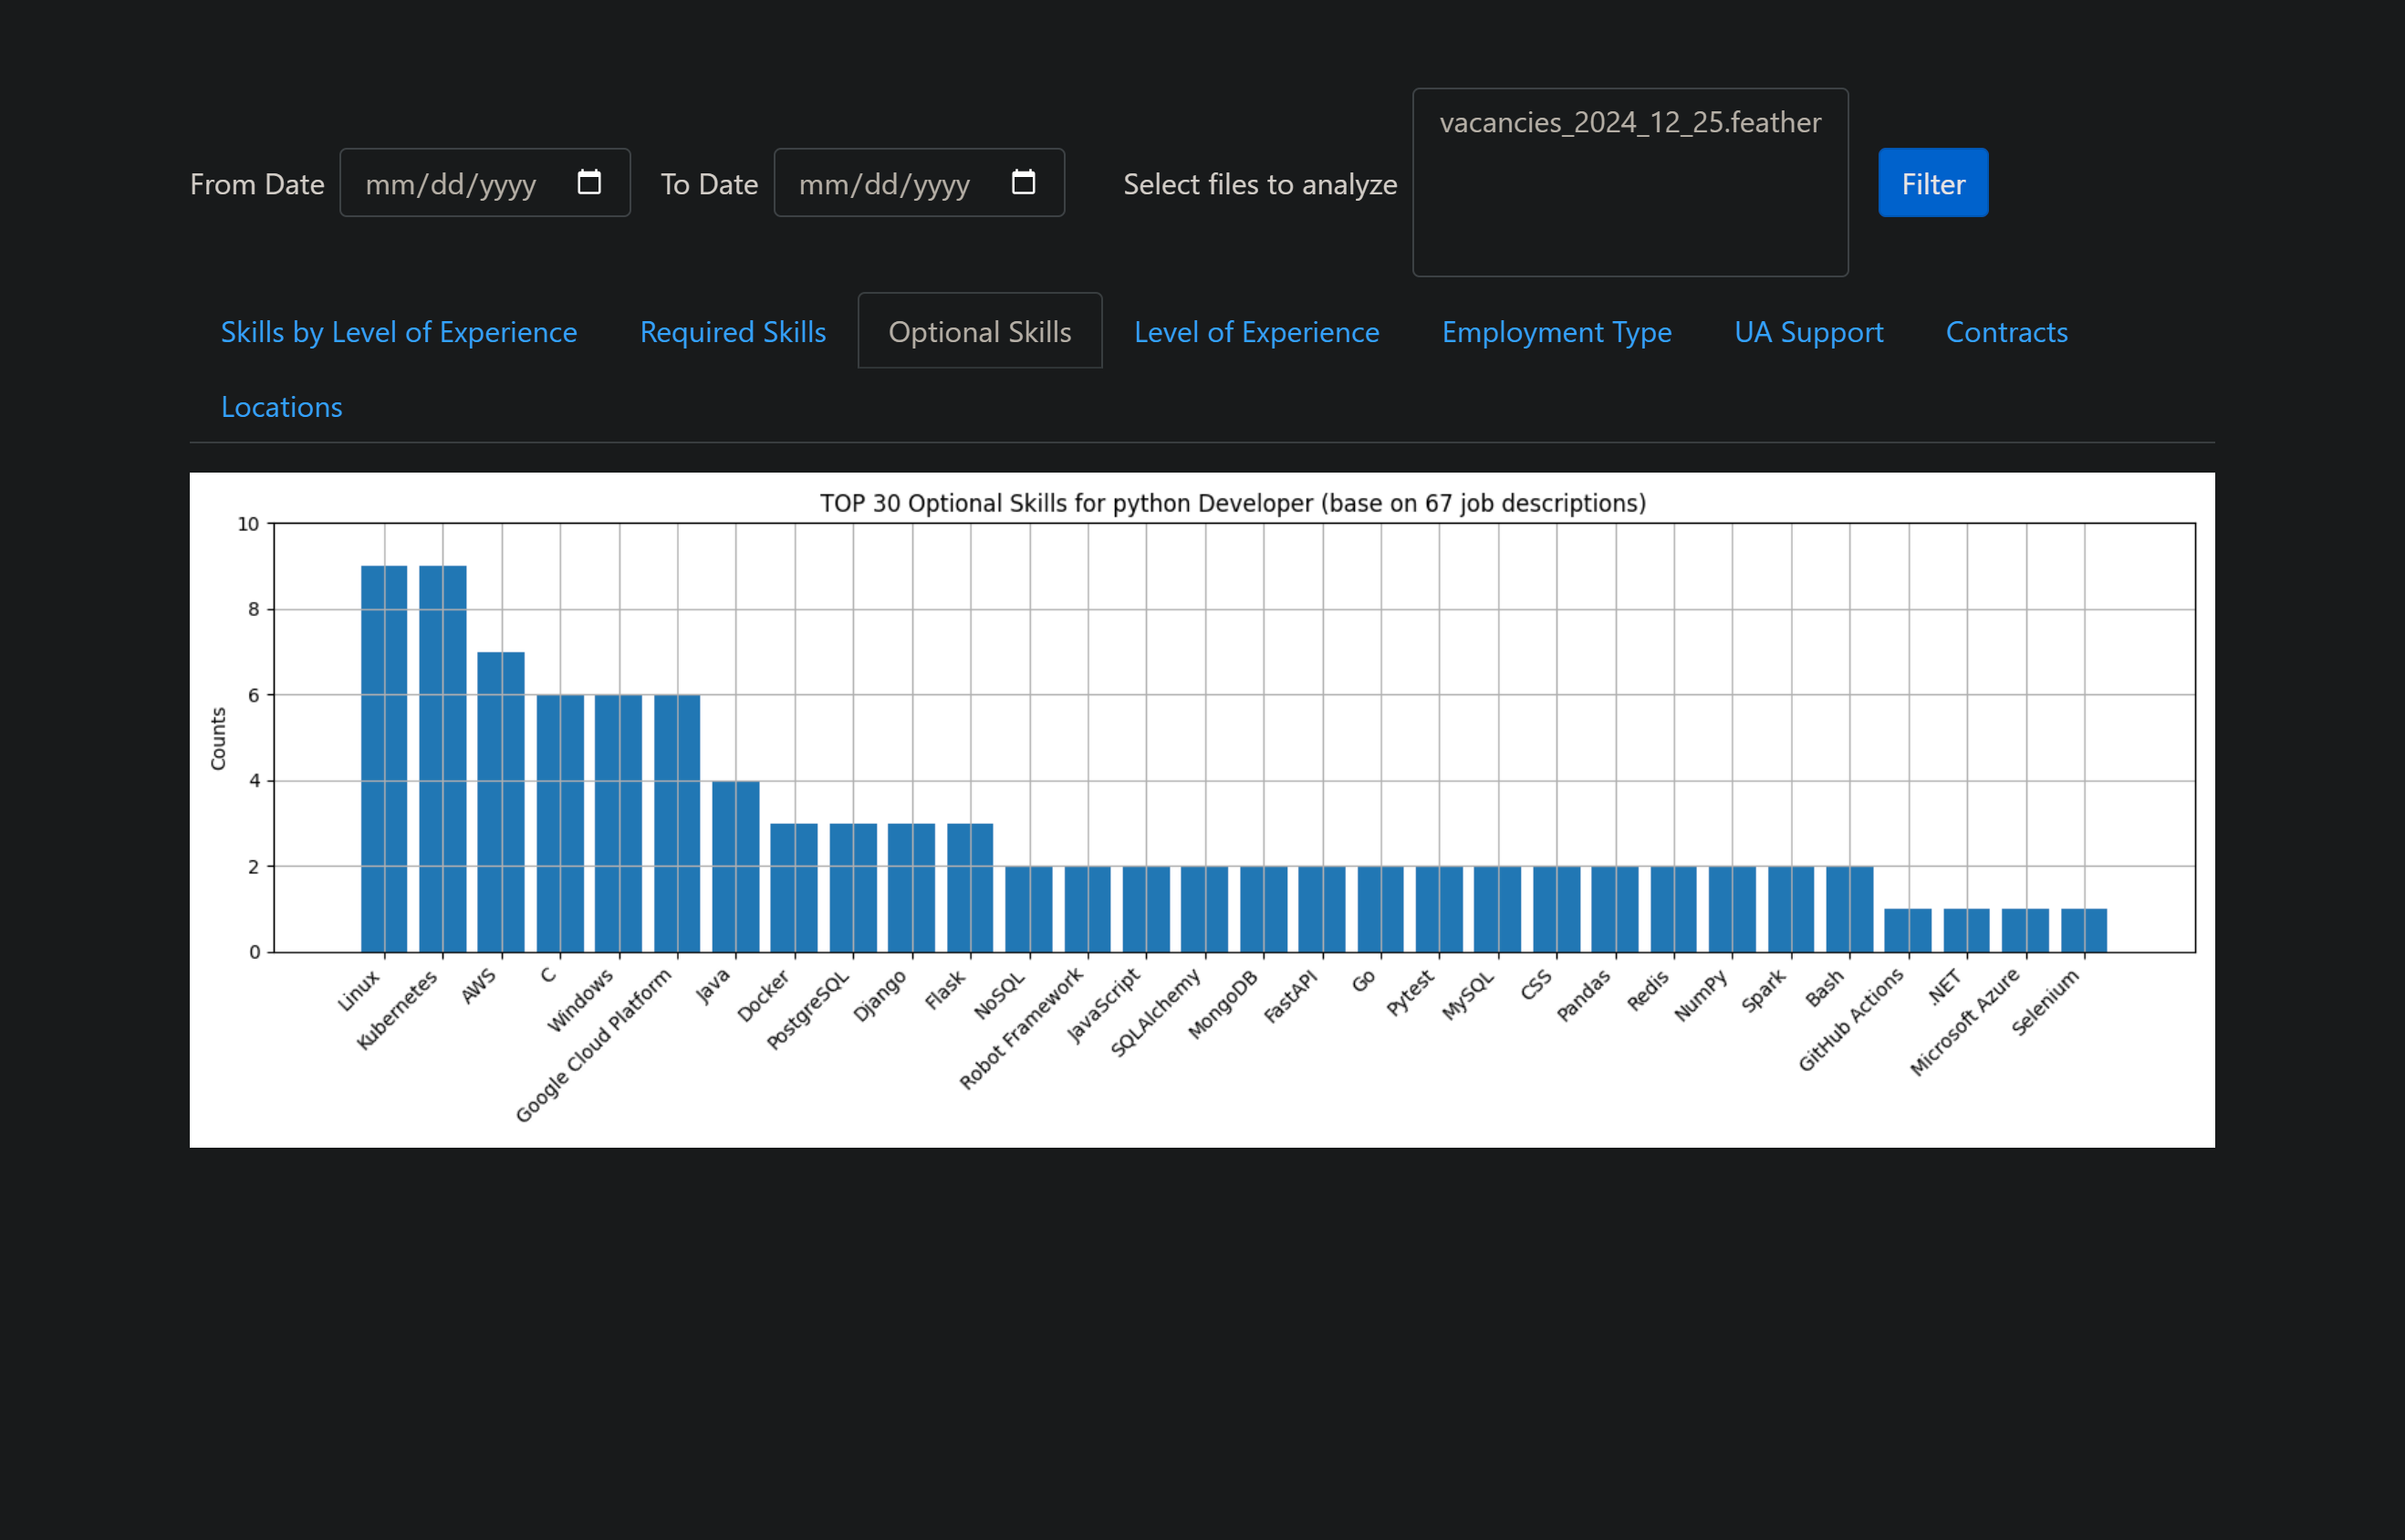 vacancies_2024_12_25.feather
From Date mm/dd/yyyy To Date mm/dd/yyyy Select files to analyze Filter
Skills by Level of Experience Required Skills Optional Skills Level of Experience Employment Type UA Support Contracts
Locations
TOP 30 Optional Skills for python Developer (base on 67 job descriptions)
10
8
6
4
2
0
Counts
Linux
Kubernetes
AWS
C
Windows
Google Cloud Platform
Java
Docker
PostgreSQL
Django
Flask
NoSQL
Robot Framework
JavaScript
SQLAlchemy
MongoDB
FastAPI
Go
Pytest
MySQL
CSS
Pandas
Redis
NumPy
Spark
Bash
GitHub Actions
.NET
Microsoft Azure
Selenium